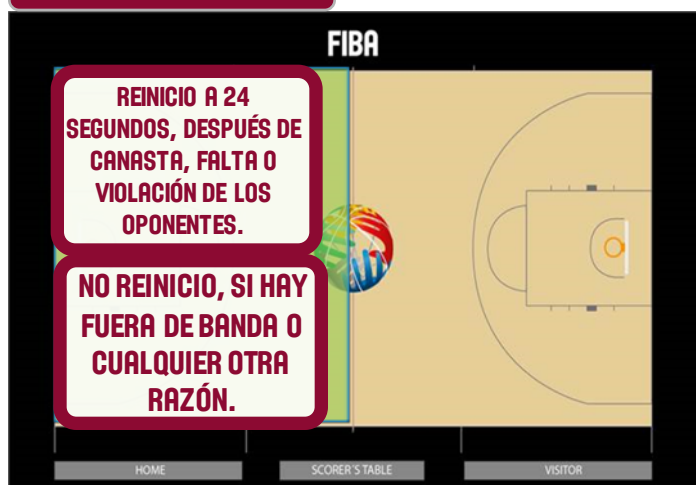 FIBA
REINICIO A 24
SEGUNDOS, DESPUÉS DE
CANASTA, FALTA O
VIOLACIÓN DE LOS
OPONENTES.
NO REINICIO, SI HAY
FUERA DE BANDA O
CUALQUIER OTRA
RAZÓN.
HOME
SCORER'S TABLE
VISITOR